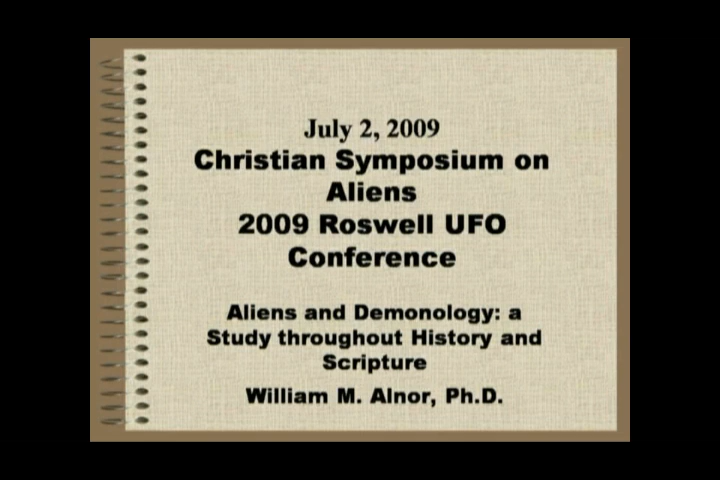 July 2, 2009
Christian Symposium on
Aliens
2009 Roswell UFO
Conference
Aliens and Demonology: a
Study throughout History and
Scripture
William M. Alnor, Ph.D.